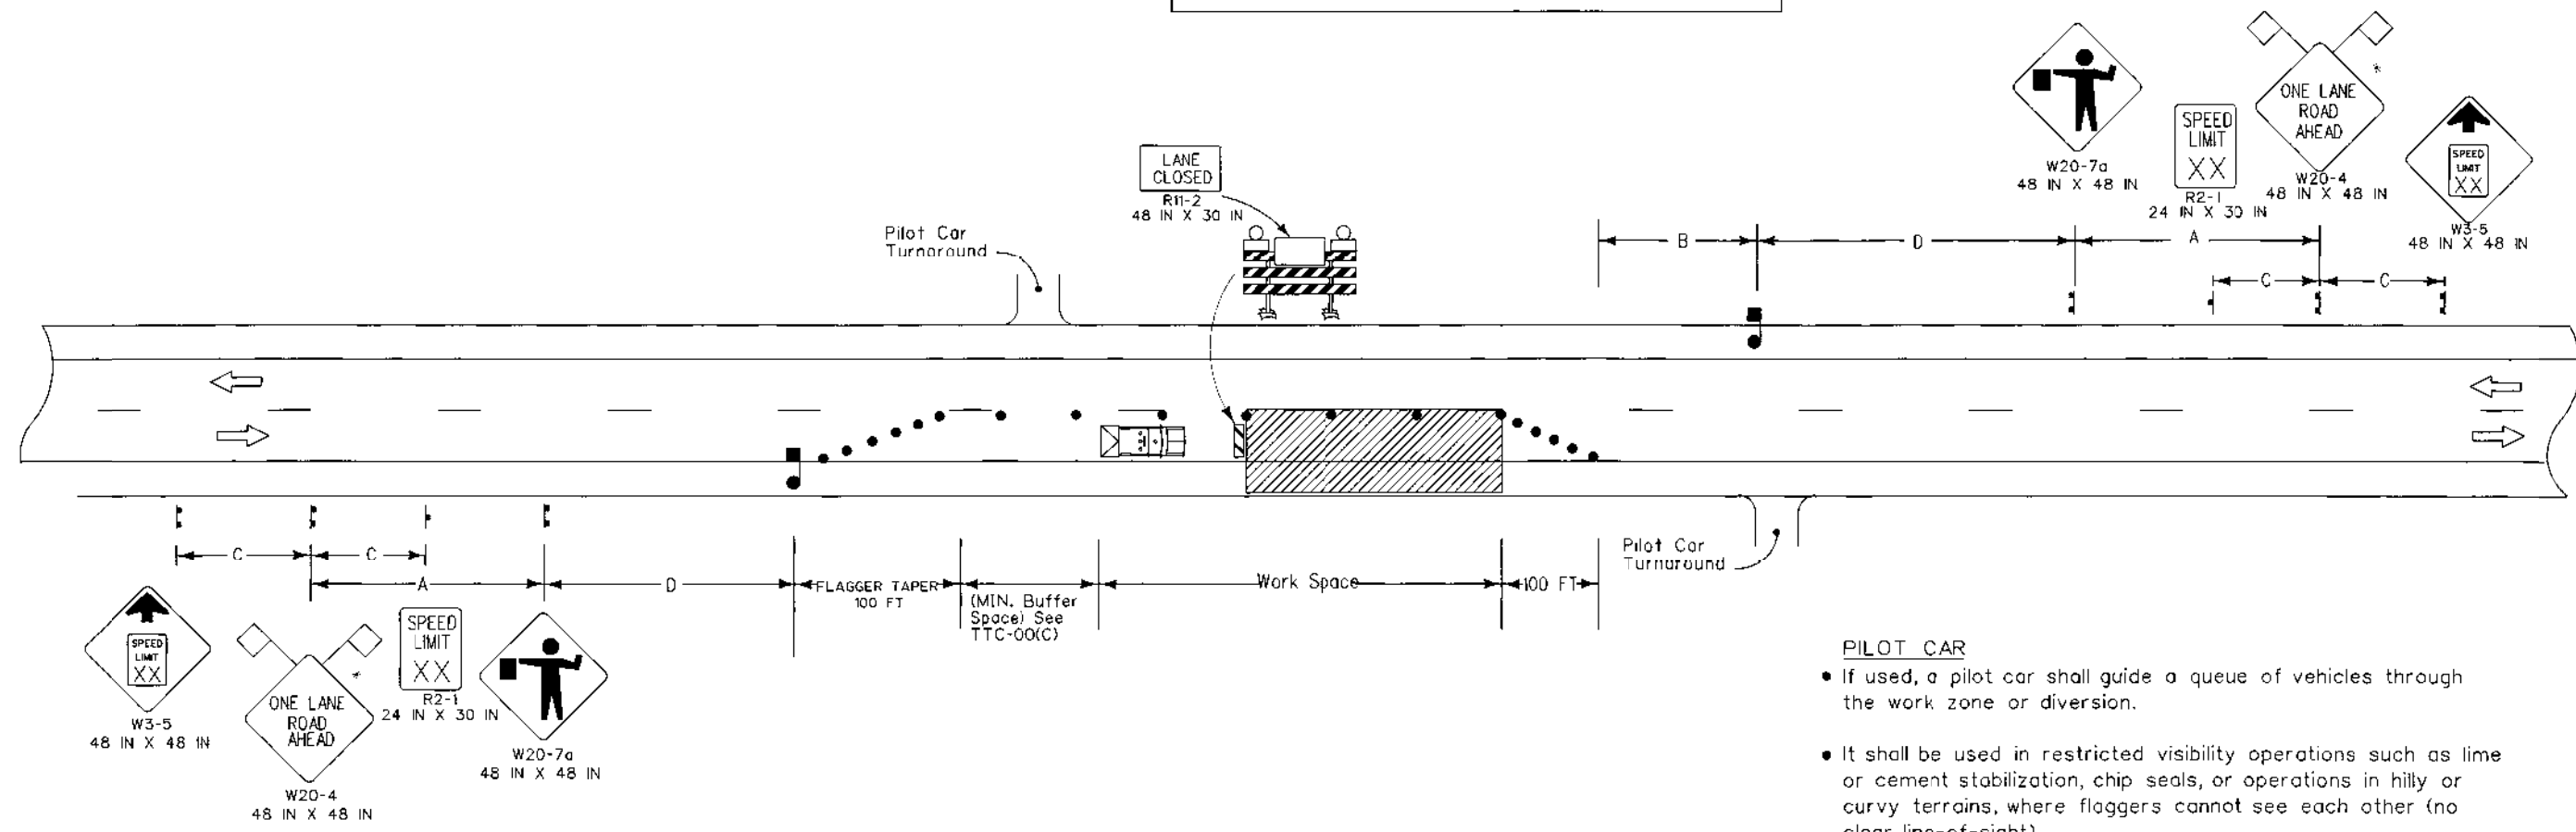 W20-7a
48 IN X 48 IN
SPEED
LIMIT
XX
R2-1
24 IN X 30 IN
ONE LANE
ROAD
AHEAD
*
W20-4
48 IN X 48 IN
SPEED
LIMIT
XX
W3-5
48 IN X 48 IN
LANE
CLOSED
R11-2
48 IN X 30 IN
Pilot Car
Turnaround
B
D
A
C
C
C
C
A
D
FLAGGER TAPER
100 FT
(MIN. Buffer
Space) See
TTC-00(C)
Work Space
100 FT
Pilot Car
Turnaround
SPEED
LIMIT
XX
W3-5
48 IN X 48 IN
ONE LANE
ROAD
AHEAD
*
W20-4
48 IN X 48 IN
SPEED
LIMIT
XX
R2-1
24 IN X 30 IN
W20-7a
48 IN X 48 IN
PILOT CAR
• If used, a pilot car shall guide a queue of vehicles through
the work zone or diversion.
• It shall be used in restricted visibility operations such as lime
or cement stabilization, chip seals, or operations in hilly or
curvy terrains, where flaggers cannot see each other (no
clear line-of-sight)